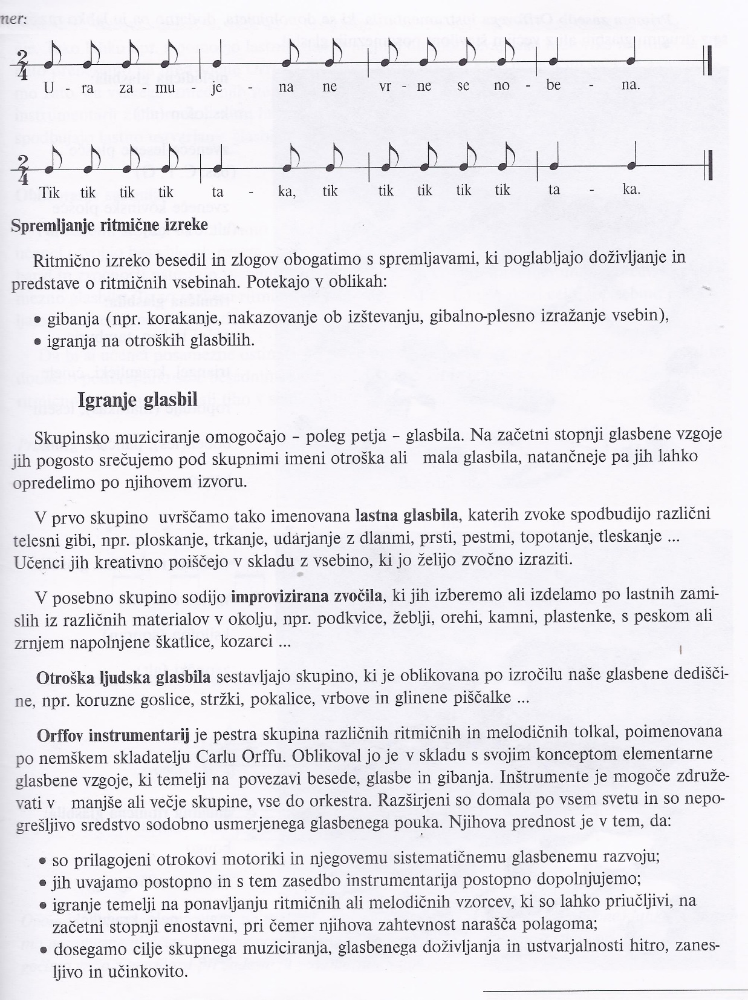 ner:
2/4
U - ra za - mu - je - na ne vr - ne se no - be - na.
2/4
Tik tik tik tik ta - ka, tik tik tik tik tik ta - ka.
Spremljanje ritmične izreke
Ritmično izreko besedil in zlogov obogatimo s spremljavami, ki poglabljajo doživljanje in
predstave o ritmičnih vsebinah. Potekajo v oblikah:
• gibanja (npr. korakanje, nakazovanje ob izštevanju, gibalno-plesno izražanje vsebin),
• igranja na otroških glasbilih.
Igranje glasbil
Skupinsko muziciranje omogočajo – poleg petja – glasbila. Na začetni stopnji glasbene vzgoje
jih pogosto srečujemo pod skupnimi imeni otroška ali mala glasbila, natančneje pa jih lahko
opredelimo po njihovem izvoru.
V prvo skupino uvrščamo tako imenovana lastna glasbila, katerih zvoke spodbudijo različni
telesni gibi, npr. ploskanje, trkanje, udarjanje z dlanmi, prsti, pestmi, topotanje, tleskanje ...
Učenci jih kreativno poiščejo v skladu z vsebino, ki jo želijo zvočno izraziti.
V posebno skupino sodijo improvizirana zvočila, ki jih izberemo ali izdelamo po lastnih zami-
slih iz različnih materialov v okolju, npr. podkvice, žeblji, orehi, kamni, plastenke, s peskom ali
zrnjem napolnjene škatlice, kozarci ...
Otroška ljudska glasbila sestavljajo skupino, ki je oblikovana po izročilu naše glasbene dedišči-
ne, npr. koruzne goslice, stržki, pokalice, vrbove in glinene piščalke ...
Orffov instrumentarij je pestra skupina različnih ritmičnih in melodičnih tolkal, poimenovana
po nemškem skladatelju Carlu Orffu. Oblikoval jo je v skladu s svojim konceptom elementarne
glasbene vzgoje, ki temelji na povezavi besede, glasbe in gibanja. Inštrumente je mogoče združe-
vati v manjše ali večje skupine, vse do orkestra. Razširjeni so domala po vsem svetu in so nepo-
grešljivo sredstvo sodobno usmerjenega glasbenega pouka. Njihova prednost je v tem, da:
• so prilagojeni otrokovi motoriki in njegovemu sistematičnemu glasbenemu razvoju;
• jih uvajamo postopno in s tem zasedbo instrumentarija postopno dopolnjujemo;
• igranje temelji na ponavljanju ritmičnih ali melodičnih vzorcev, ki so lahko priučljivi, na
začetni stopnji enostavni, pri čemer njihova zahtevnost narašča polagoma;
• dosegamo cilje skupnega muziciranja, glasbenega doživljanja in ustvarjalnosti hitro, zanes-
ljivo in učinkovito.